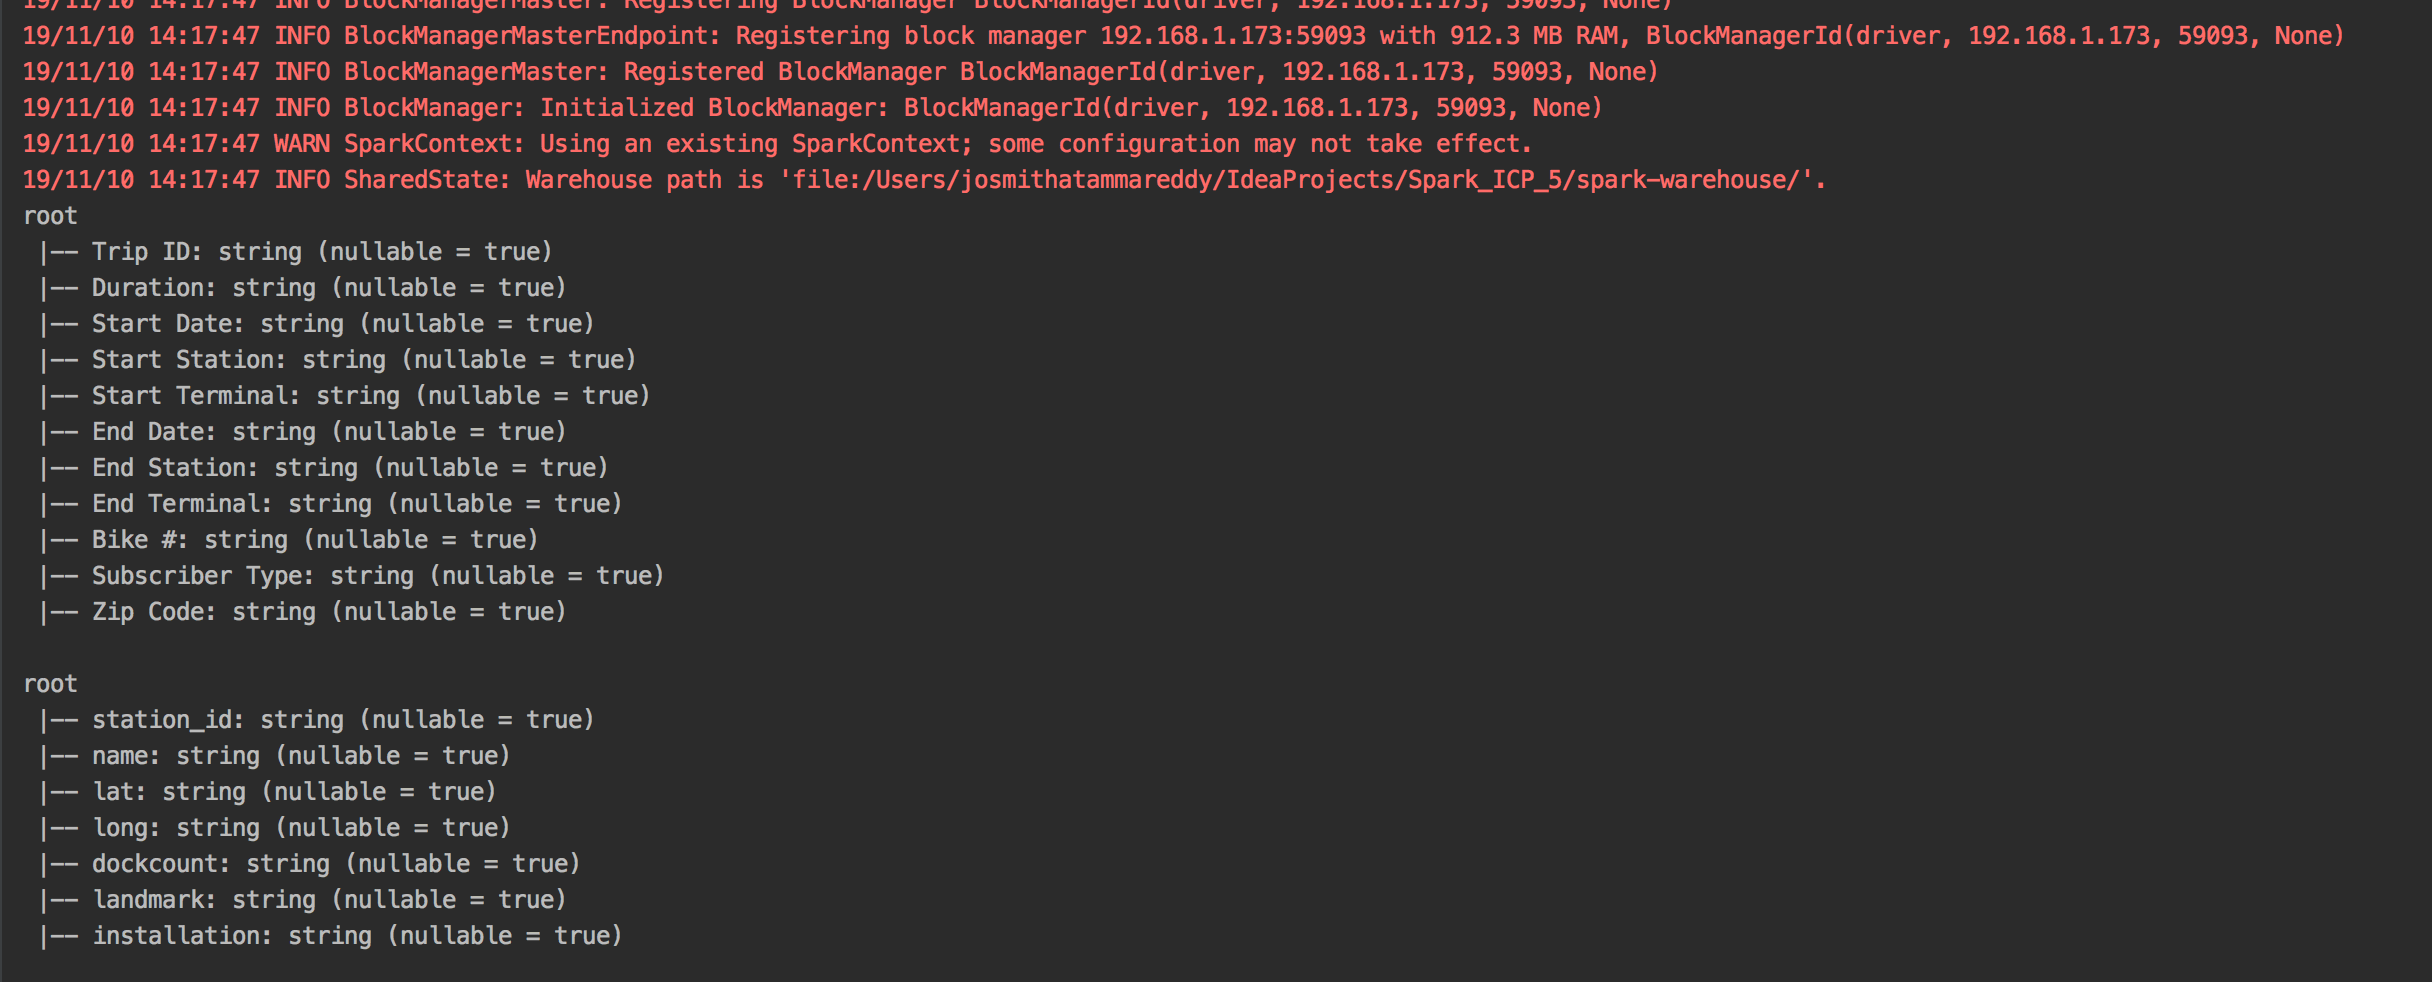 19/11/10 14:17:47 INFO BlockManagerMaster: Registering BlockManager BlockManagerId(driver, 192.168.1.173, 59093, None)
19/11/10 14:17:47 INFO BlockManagerMasterEndpoint: Registering block manager 192.168.1.173:59093 with 912.3 MB RAM, BlockManagerId(driver, 192.168.1.173, 59093, None)
19/11/10 14:17:47 INFO BlockManagerMaster: Registered BlockManager BlockManagerId(driver, 192.168.1.173, 59093, None)
19/11/10 14:17:47 INFO BlockManager: Initialized BlockManager: BlockManagerId(driver, 192.168.1.173, 59093, None)
19/11/10 14:17:47 WARN SparkContext: Using an existing SparkContext; some configuration may not take effect.
19/11/10 14:17:47 INFO SharedState: Warehouse path is 'file:/Users/josmithatammareddy/IdeaProjects/Spark_ICP_5/spark-warehouse/'.
root
 |-- Trip ID: string (nullable = true)
 |-- Duration: string (nullable = true)
 |-- Start Date: string (nullable = true)
 |-- Start Station: string (nullable = true)
 |-- Start Terminal: string (nullable = true)
 |-- End Date: string (nullable = true)
 |-- End Station: string (nullable = true)
 |-- End Terminal: string (nullable = true)
 |-- Bike #: string (nullable = true)
 |-- Subscriber Type: string (nullable = true)
 |-- Zip Code: string (nullable = true)

root
 |-- station_id: string (nullable = true)
 |-- name: string (nullable = true)
 |-- lat: string (nullable = true)
 |-- long: string (nullable = true)
 |-- dockcount: string (nullable = true)
 |-- landmark: string (nullable = true)
 |-- installation: string (nullable = true)